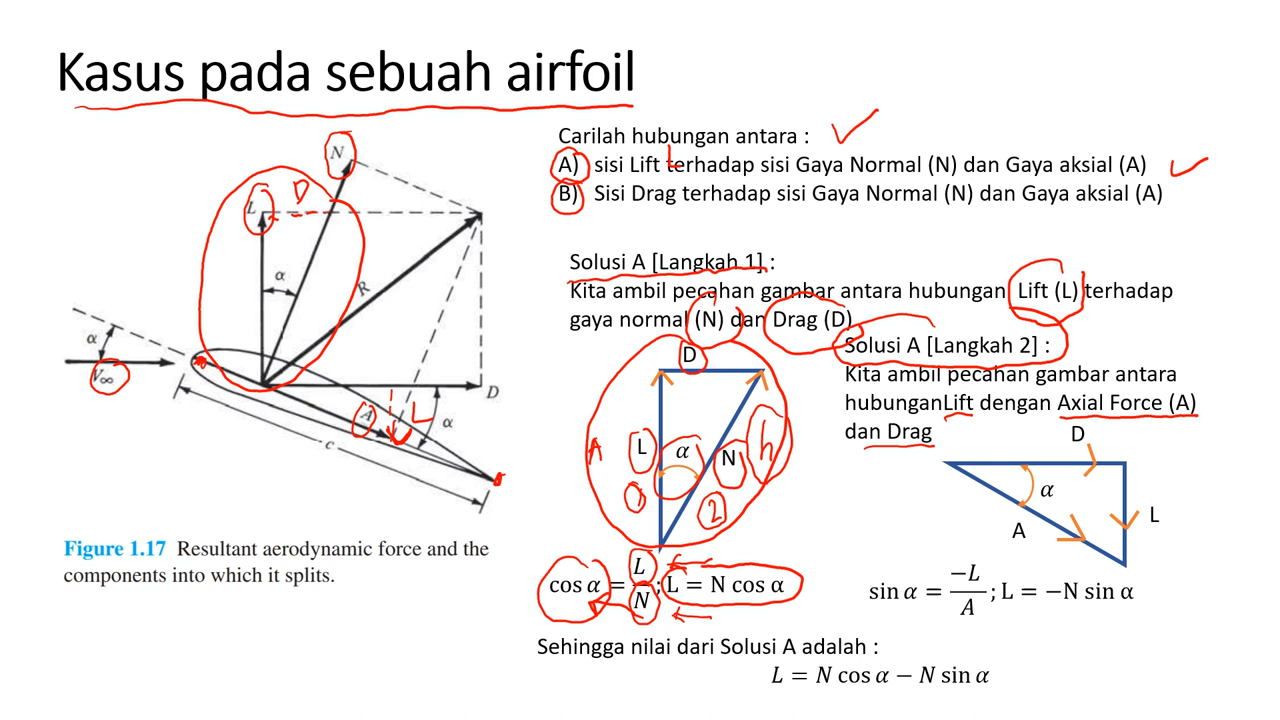 Kasus pada sebuah airfoil
Carilah hubungan antara :
A) sisi Lift terhadap sisi Gaya Normal (N) dan Gaya aksial (A)
B) Sisi Drag terhadap sisi Gaya Normal (N) dan Gaya aksial (A)
N
L
D
α
R
α
V∞
D
A
L
α
c
Figure 1.17 Resultant aerodynamic force and the
components into which it splits.
Solusi A [Langkah 1] :
Kita ambil pecahan gambar antara hubungan Lift (L) terhadap
gaya normal (N) dan Drag (D)
D
A
L
α
N
h
1
2
cos α = L/N ; L = N cos α
Solusi A [Langkah 2] :
Kita ambil pecahan gambar antara
hubunganLift dengan Axial Force (A)
dan Drag
D
α
A
L
sin α = −L/A ; L = −N sin α
Sehingga nilai dari Solusi A adalah :
L = N cos α − N sin α